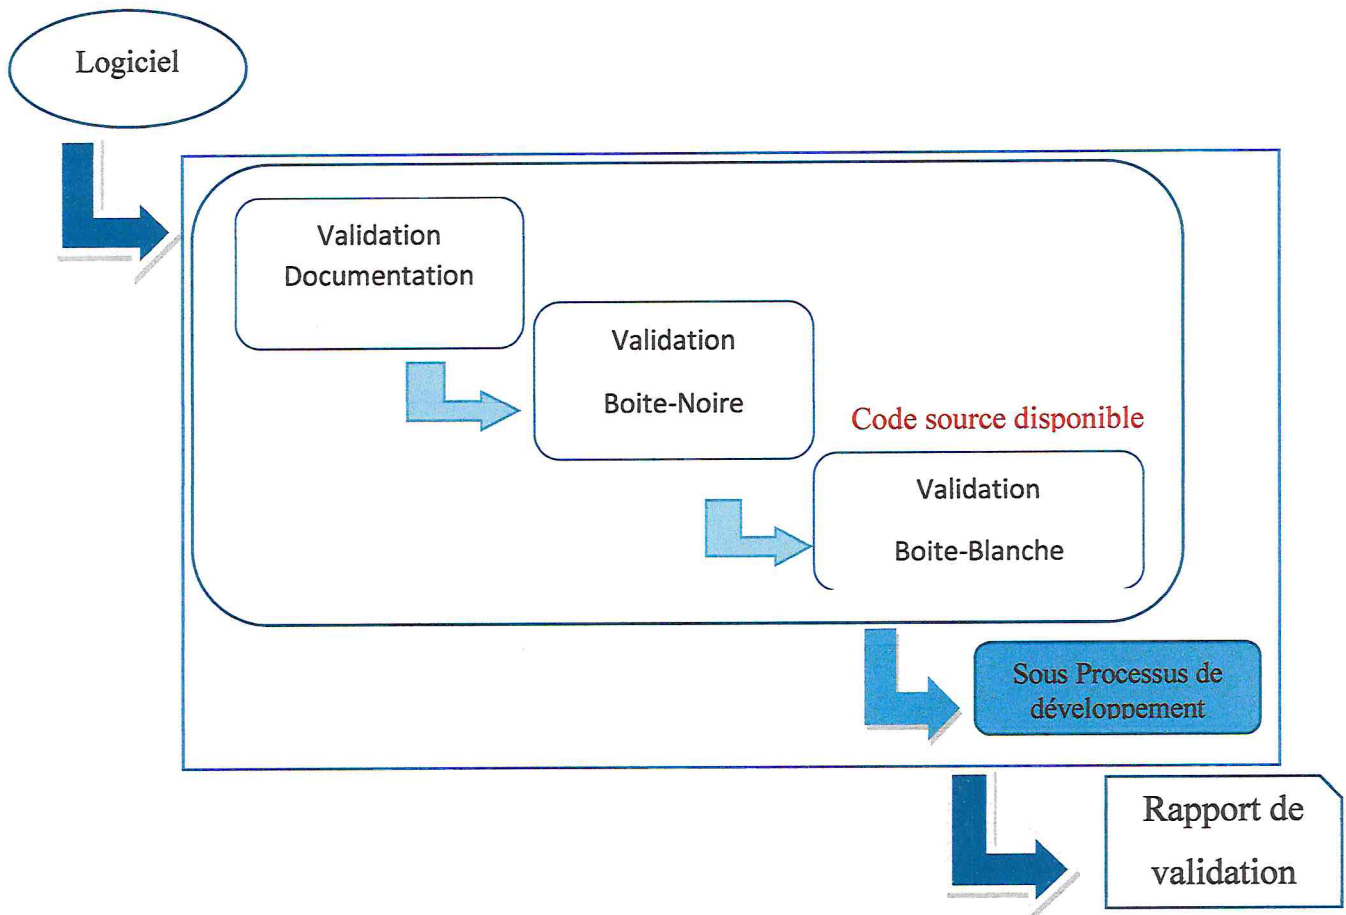 Logiciel
Validation
Documentation
Validation
Boite-Noire
Code source disponible
Validation
Boite-Blanche
Sous Processus de
développement
Rapport de
validation